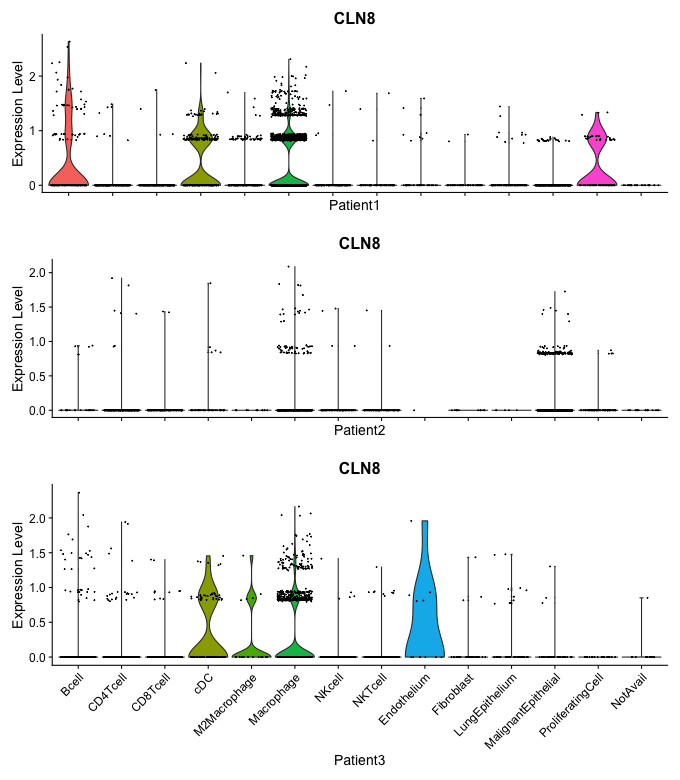 CLN8
Expression Level
2
1
0
Patient1
CLN8
Expression Level
2.0
1.5
1.0
0.5
0.0
Patient2
CLN8
Expression Level
2.0
1.5
1.0
0.5
0.0
Bcell
CD4Tcell
CD8Tcell
cDC
M2Macrophage
Macrophage
NKcell
NKTcell
Endothelium
Fibroblast
LungEpithelium
MalignantEpithelial
ProliferatingCell
NotAvail
Patient3